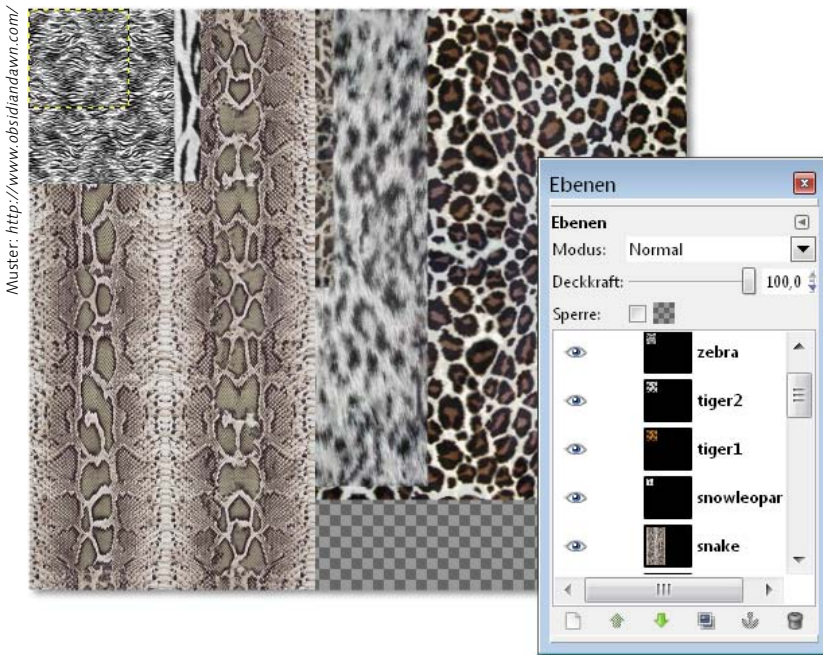 Muster: http://www.obsidiandawn.com/
Ebenen
Ebenen
Modus: Normal
Deckkraft: 100,0
Sperre:
zebra
tiger2
tiger1
snowleopar
snake